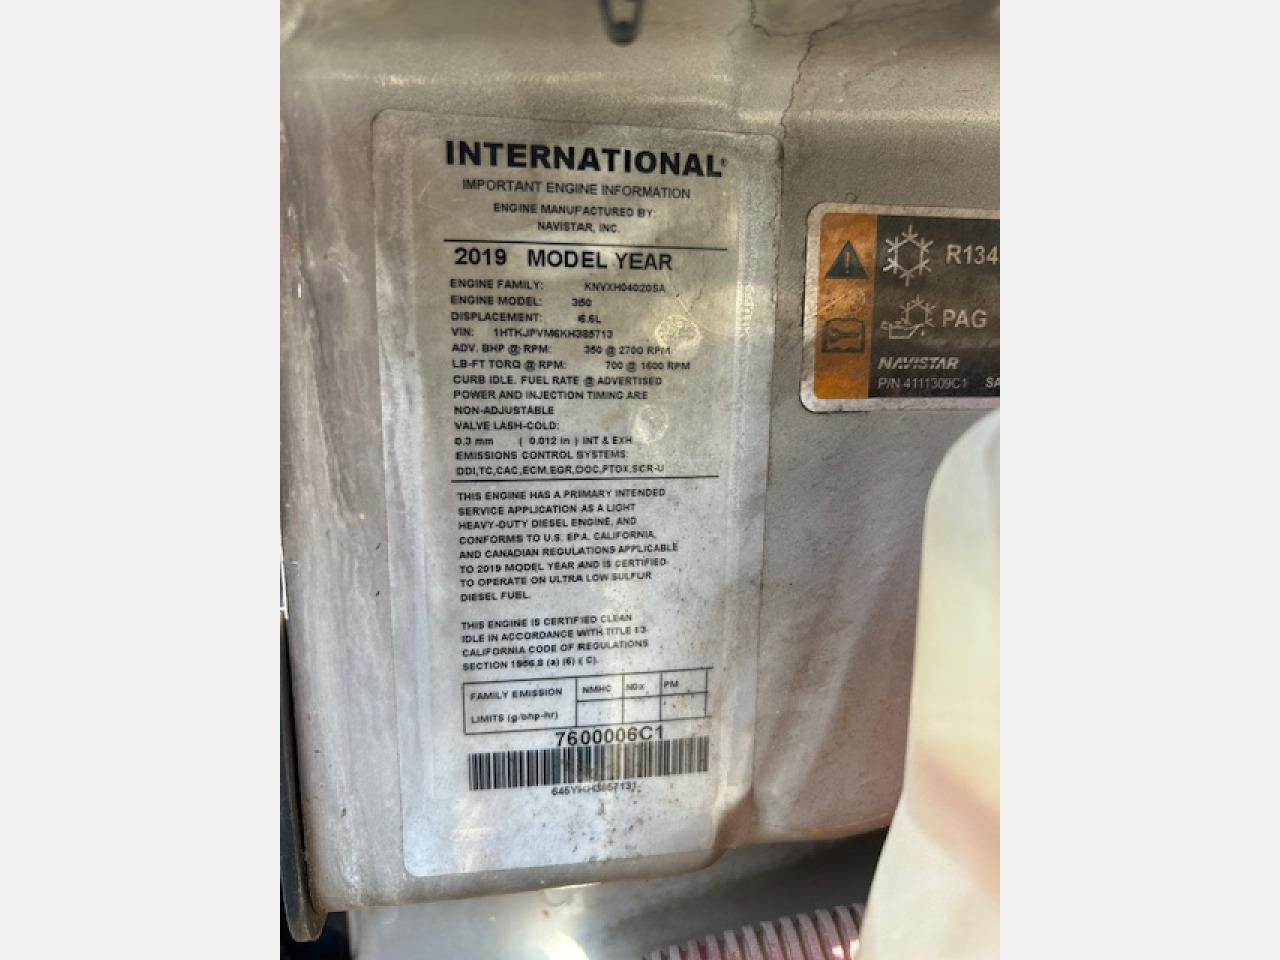 INTERNATIONAL®
IMPORTANT ENGINE INFORMATION
ENGINE MANUFACTURED BY:
NAVISTAR, INC.
2019 MODEL YEAR
ENGINE FAMILY: KNVXH04020SA
ENGINE MODEL: 350
DISPLACEMENT: 6.6L
VIN: 1HTKJPVM6KH385713
ADV. BHP @ RPM: 350 @ 2700 RPM
LB-FT TORQ @ RPM: 700 @ 1600 RPM
CURB IDLE. FUEL RATE @ ADVERTISED
POWER AND INJECTION TIMING ARE
NON-ADJUSTABLE
VALVE LASH-COLD:
0.3 mm ( 0.012 in ) INT & EXH
EMISSIONS CONTROL SYSTEMS:
DDI,TC,CAC,ECM,EGR,DOC,PTOX,SCR-U
THIS ENGINE HAS A PRIMARY INTENDED
SERVICE APPLICATION AS A LIGHT
HEAVY-DUTY DIESEL ENGINE, AND
CONFORMS TO U.S. EPA, CALIFORNIA,
AND CANADIAN REGULATIONS APPLICABLE
TO 2019 MODEL YEAR AND IS CERTIFIED
TO OPERATE ON ULTRA LOW SULFUR
DIESEL FUEL.
THIS ENGINE IS CERTIFIED CLEAN
IDLE IN ACCORDANCE WITH TITLE 13
CALIFORNIA CODE OF REGULATIONS
SECTION 1956.8 (a) (6) ( C).
FAMILY EMISSION NMHC NOx PM
LIMITS (g/bhp-hr)
7600006C1
R134
PAG
NAVISTAR
P/N 4111309C1 SA